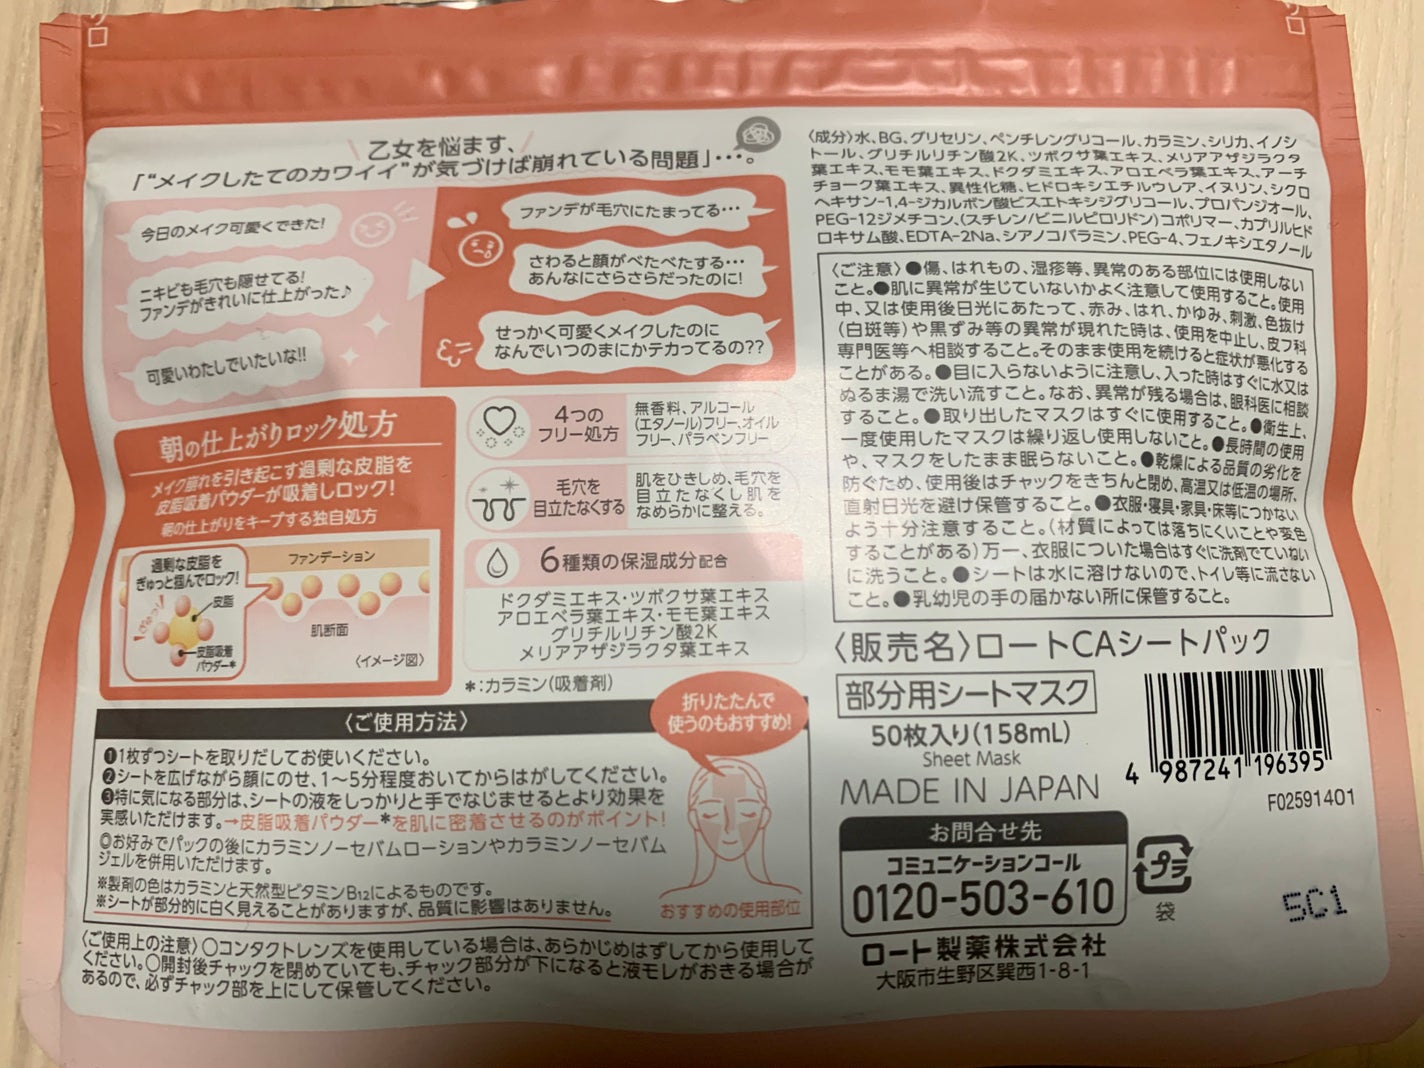 乙女を悩ます、
「“メイクしたてのカワイイ”が気づけば崩れている問題」…。
今日のメイク可愛くできた!
ニキビも毛穴も隠せてる!
ファンデがきれいに仕上がった♪
可愛いわたしでいたいな!!
ファンデが毛穴にたまってる…
さわると顔がべたべたする…
あんなにさらさらだったのに!
せっかく可愛くメイクしたのに
なんでいつのまにかテカってるの??
朝の仕上がりロック処方
メイク崩れを引き起こす過剰な皮脂を
皮脂吸着パウダーが吸着しロック!
朝の仕上がりをキープする独自処方
過剰な皮脂を
ぎゅっと掴んでロック!
ぎゅっ!
皮脂
皮脂吸着
パウダー*
ファンデーション
肌断面
〈イメージ図〉
4つの
フリー処方
無香料、アルコール
(エタノール)フリー、オイル
フリー、パラベンフリー
毛穴を
目立たなくする
肌をひきしめ、毛穴を
目立たなくし肌を
なめらかに整える。
6種類の保湿成分配合
ドクダミエキス・ツボクサ葉エキス
アロエベラ葉エキス・モモ葉エキス
グリチルリチン酸2K
メリアアザジラクタ葉エキス
*:カラミン(吸着剤)
〈ご使用方法〉
❶1枚ずつシートを取りだしてお使いください。
❷シートを広げながら顔にのせ、1〜5分程度おいてからはがしてください。
❸特に気になる部分は、シートの液をしっかりと手でなじませるとより効果を
実感いただけます。→皮脂吸着パウダー*を肌に密着させるのがポイント!
◎お好みでパックの後にカラミンノーセバムローションやカラミンノーセバム
ジェルを併用いただけます。
※製剤の色はカラミンと天然型ビタミンB₁₂によるものです。
※シートが部分的に白く見えることがありますが、品質に影響はありません。
折りたたんで
使うのもおすすめ!
おすすめの使用部位
〈ご使用上の注意〉○コンタクトレンズを使用している場合は、あらかじめはずしてから使用して
ください。○開封後チャックを閉めていても、チャック部分が下になると液モレがおきる場合が
あるので、必ずチャック部を上にして保管してください。
〈成分〉水、BG、グリセリン、ペンチレングリコール、カラミン、シリカ、イノシ
トール、グリチルリチン酸2K、ツボクサ葉エキス、メリアアザジラクタ
葉エキス、モモ葉エキス、ドクダミエキス、アロエベラ葉エキス、アーチ
チョーク葉エキス、異性化糖、ヒドロキシエチルウレア、イヌリン、シクロ
ヘキサン-1,4-ジカルボン酸ビスエトキシジグリコール、プロパンジオール、
PEG-12ジメチコン、(スチレン/ビニルピロリドン)コポリマー、カプリルヒド
ロキサム酸、EDTA-2Na、シアノコバラミン、PEG-4、フェノキシエタノール
〈ご注意〉●傷、はれもの、湿疹等、異常のある部位には使用しない
こと。●肌に異常が生じていないかよく注意して使用すること。使用
中、又は使用後日光にあたって、赤み、はれ、かゆみ、刺激、色抜け
(白斑等)や黒ずみ等の異常が現れた時は、使用を中止し、皮フ科
専門医等へ相談すること。そのまま使用を続けると症状が悪化する
ことがある。●目に入らないように注意し、入った時はすぐに水又は
ぬるま湯で洗い流すこと。なお、異常が残る場合は、眼科医に相談
すること。●取り出したマスクはすぐに使用すること。●衛生上、
一度使用したマスクは繰り返し使用しないこと。●長時間の使用
や、マスクをしたまま眠らないこと。●乾燥による品質の劣化を
防ぐため、使用後はチャックをきちんと閉め、高温又は低温の場所、
直射日光を避け保管すること。●衣服・寝具・家具・床等につかない
よう十分注意すること。(材質によっては落ちにくいことや変色
することがある)万一、衣服についた場合はすぐに洗剤でていねい
に洗うこと。●シートは水に溶けないので、トイレ等に流さない
こと。●乳幼児の手の届かない所に保管すること。
〈販売名〉ロートCAシートパック
部分用シートマスク
50枚入り(158mL)
Sheet Mask
MADE IN JAPAN
4 987241 196395
F02591401
お問合せ先
コミュニケーションコール
0120-503-610
ロート製薬株式会社
大阪市生野区巽西1-8-1
プラ
袋
5C1